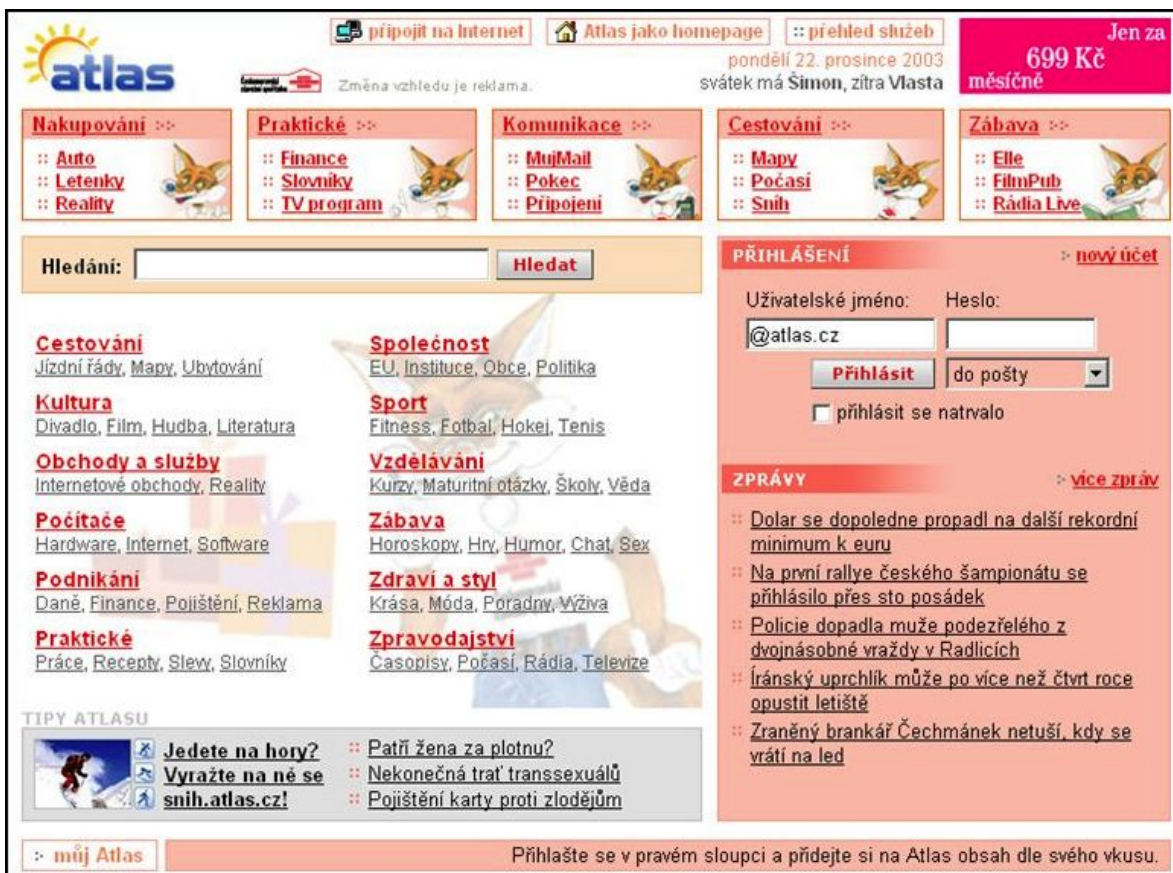 atlas
připojit na Internet
Atlas jako homepage
:: přehled služeb
Jen za
699 Kč
měsíčně
pondělí 22. prosince 2003
svátek má Šimon, zítra Vlasta
Změna vzhledu je reklama.
Nakupování >>
:: Auto
:: Letenky
:: Reality
Praktické >>
:: Finance
:: Slovníky
:: TV program
Komunikace >>
:: MujMail
:: Pokec
:: Připojení
Cestování >>
:: Mapy
:: Počasí
:: Sníh
Zábava >>
:: Elle
:: FilmPub
:: Rádia Live
Hledání:
Hledat
Cestování
Jízdní řády, Mapy, Ubytování
Kultura
Divadlo, Film, Hudba, Literatura
Obchody a služby
Internetové obchody, Reality
Počítače
Hardware, Internet, Software
Podnikání
Daně, Finance, Pojištění, Reklama
Praktické
Práce, Recepty, Slevy, Slovníky
Společnost
EU, Instituce, Obce, Politika
Sport
Fitness, Fotbal, Hokej, Tenis
Vzdělávání
Kurzy, Maturitní otázky, Školy, Věda
Zábava
Horoskopy, Hry, Humor, Chat, Sex
Zdraví a styl
Krása, Móda, Poradny, Výživa
Zpravodajství
Časopisy, Počasí, Rádia, Televize
TIPY ATLASU
Jedete na hory?
Vyražte na ně se
snih.atlas.cz!
:: Patří žena za plotnu?
:: Nekonečná trať transsexuálů
:: Pojištění karty proti zlodějům
PŘIHLÁŠENÍ
nový účet
Uživatelské jméno:
Heslo:
@atlas.cz
Přihlásit
do pošty
přihlásit se natrvalo
ZPRÁVY
více zpráv
:: Dolar se dopoledne propadl na další rekordní
minimum k euru
:: Na první rallye českého šampionátu se
přihlásilo přes sto posádek
:: Policie dopadla muže podezřelého z
dvojnásobné vraždy v Radlicích
:: Íránský uprchlík může po více než čtvrt roce
opustit letiště
:: Zraněný brankář Čechmánek netuší, kdy se
vrátí na led
můj Atlas
Přihlašte se v pravém sloupci a přidejte si na Atlas obsah dle svého vkusu.